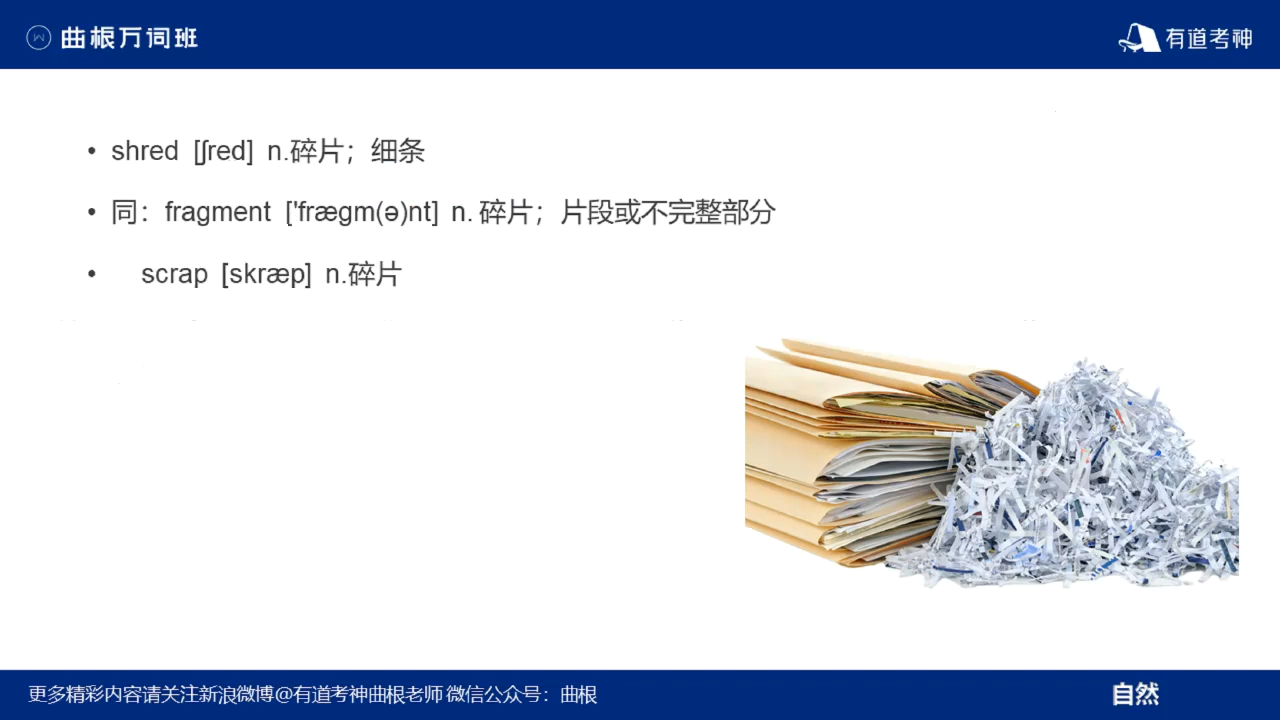 曲根万词班
有道考神
• shred [ʃred] n.碎片；细条
• 同：fragment ['frægm(ə)nt] n. 碎片；片段或不完整部分
• scrap [skræp] n.碎片
更多精彩内容请关注新浪微博@有道考神曲根老师 微信公众号：曲根
自然